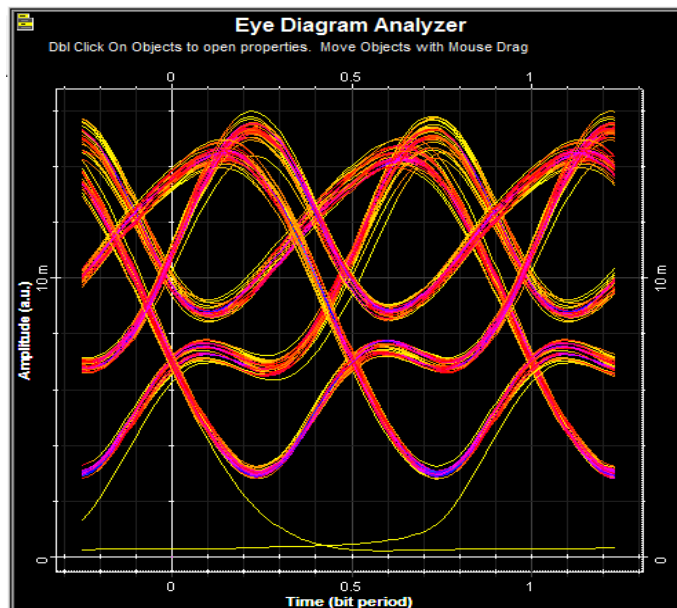 Eye Diagram Analyzer
Dbl Click On Objects to open properties. Move Objects with Mouse Drag
0 0.5 1
Amplitude (a.u.)
10 m 10 m
0 0
0 0.5 1
Time (bit period)